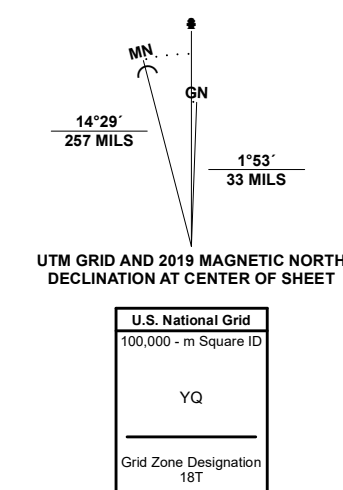 MN
GN
14°29´
257 MILS
1°53´
33 MILS
UTM GRID AND 2019 MAGNETIC NORTH
DECLINATION AT CENTER OF SHEET
U.S. National Grid
100,000 - m Square ID
YQ
Grid Zone Designation
18T